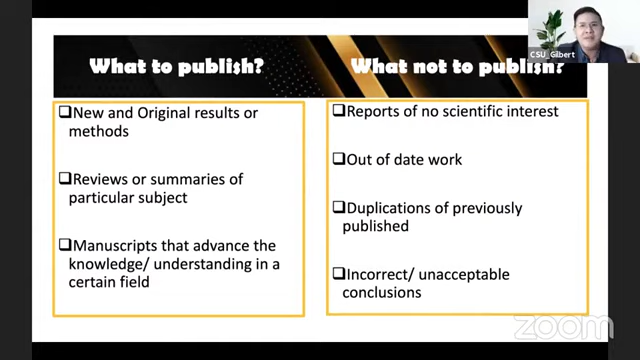 CSU_Gilbert
What to publish?
What not to publish?
❑New and Original results or
methods
❑Reviews or summaries of
particular subject
❑Manuscripts that advance the
knowledge/ understanding in a
certain field
❑Reports of no scientific interest
❑Out of date work
❑Duplications of previously
published
❑Incorrect/ unacceptable
conclusions
zoom